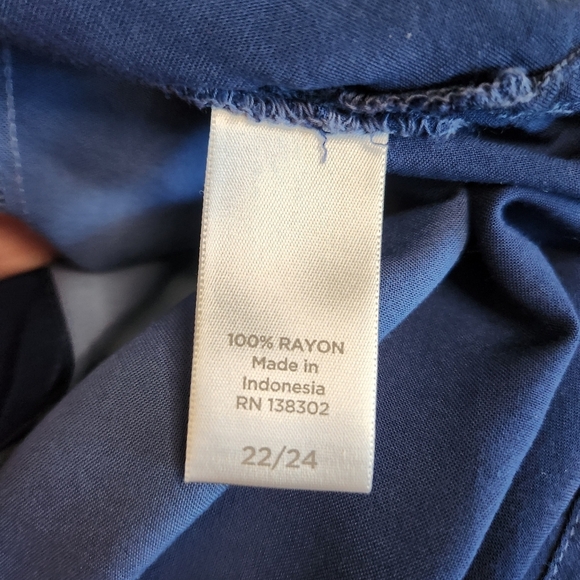 100% RAYON
Made in
Indonesia
RN 138302
22/24